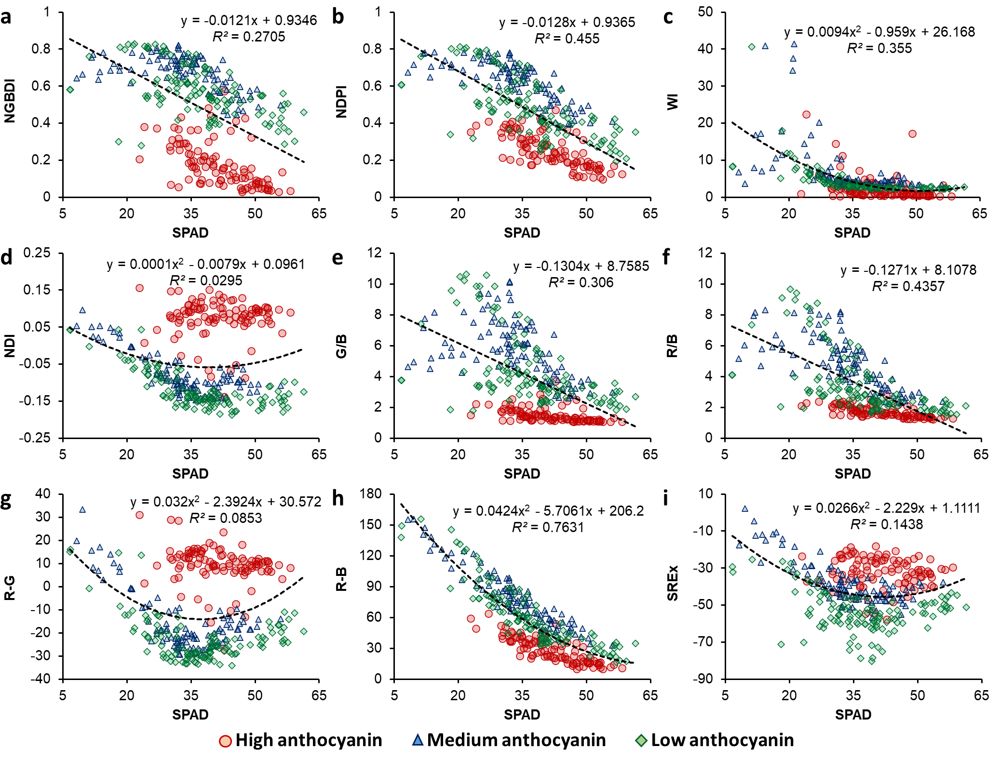 a
y = -0.0121x + 0.9346
R² = 0.2705
NGBDI
1
0.8
0.6
0.4
0.2
0
5 20 35 50 65
SPAD
b
y = -0.0128x + 0.9365
R² = 0.455
NDPI
1
0.8
0.6
0.4
0.2
0
5 20 35 50 65
SPAD
c
y = 0.0094x² - 0.959x + 26.168
R² = 0.355
WI
50
40
30
20
10
0
5 20 35 50 65
SPAD
d
y = 0.0001x² - 0.0079x + 0.0961
R² = 0.0295
NDI
0.25
0.15
0.05
-0.05
-0.15
-0.25
5 20 35 50 65
SPAD
e
y = -0.1304x + 8.7585
R² = 0.306
G/B
12
10
8
6
4
2
0
5 20 35 50 65
SPAD
f
y = -0.1271x + 8.1078
R² = 0.4357
R/B
12
10
8
6
4
2
0
5 20 35 50 65
SPAD
g
y = 0.032x² - 2.3924x + 30.572
R² = 0.0853
R-G
40
30
20
10
0
-10
-20
-30
-40
5 20 35 50 65
SPAD
h
y = 0.0424x² - 5.7061x + 206.2
R² = 0.7631
R-B
180
150
120
90
60
30
0
5 20 35 50 65
SPAD
i
y = 0.0266x² - 2.229x + 1.1111
R² = 0.1438
SREx
10
-10
-30
-50
-70
-90
5 20 35 50 65
SPAD
High anthocyanin Medium anthocyanin Low anthocyanin